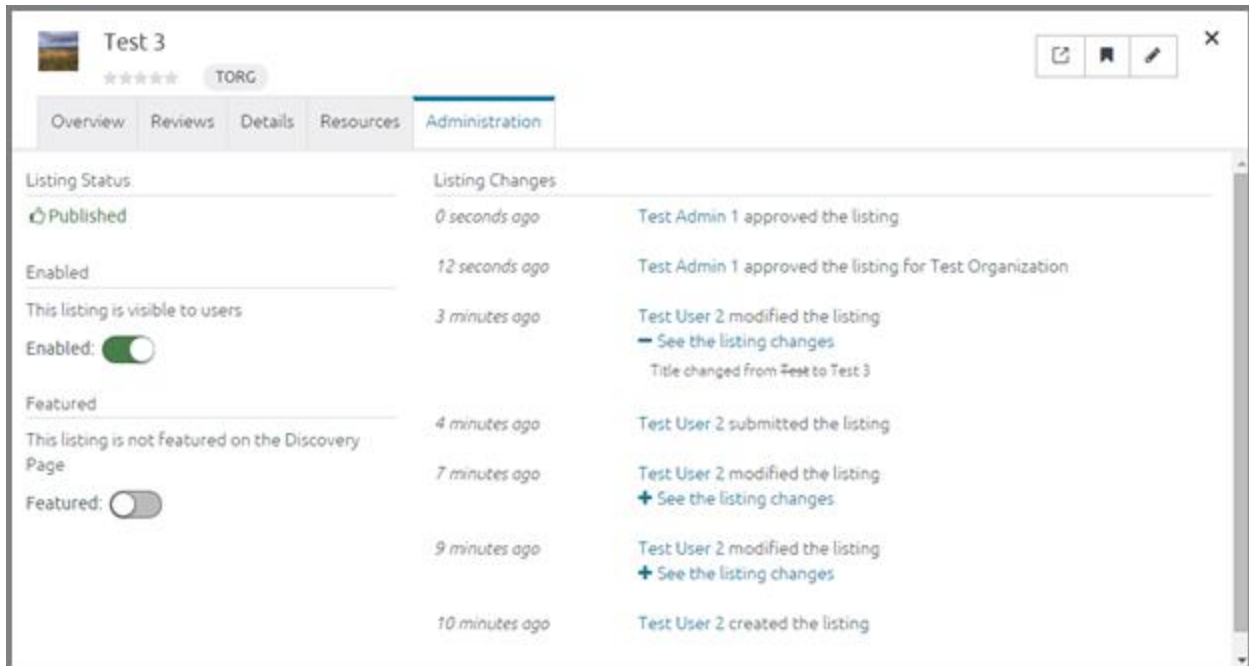 Test 3
TORG
Overview Reviews Details Resources Administration
Listing Status
Published
Enabled
This listing is visible to users
Enabled:
Featured
This listing is not featured on the Discovery
Page
Featured:
Listing Changes
0 seconds ago Test Admin 1 approved the listing
12 seconds ago Test Admin 1 approved the listing for Test Organization
3 minutes ago Test User 2 modified the listing
See the listing changes
Title changed from Test to Test 3
4 minutes ago Test User 2 submitted the listing
7 minutes ago Test User 2 modified the listing
See the listing changes
9 minutes ago Test User 2 modified the listing
See the listing changes
10 minutes ago Test User 2 created the listing